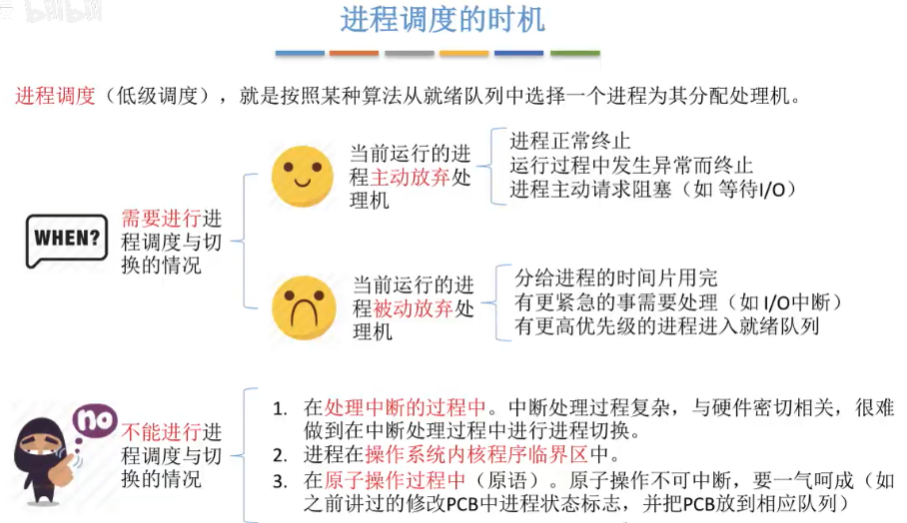 bilibili
进程调度的时机
进程调度（低级调度），就是按照某种算法从就绪队列中选择一个进程为其分配处理机。
WHEN?
需要进行进
程调度与切
换的情况
当前运行的进
程主动放弃处
理机
进程正常终止
运行过程中发生异常而终止
进程主动请求阻塞（如 等待I/O）
当前运行的进
程被动放弃处
理机
分给进程的时间片用完
有更紧急的事需要处理（如 I/O中断）
有更高优先级的进程进入就绪队列
no
不能进行进
程调度与切
换的情况
1. 在处理中断的过程中。中断处理过程复杂，与硬件密切相关，很难
做到在中断处理过程中进行进程切换。
2. 进程在操作系统内核程序临界区中。
3. 在原子操作过程中（原语）。原子操作不可中断，要一气呵成（如
之前讲过的修改PCB中进程状态标志，并把PCB放到相应队列）